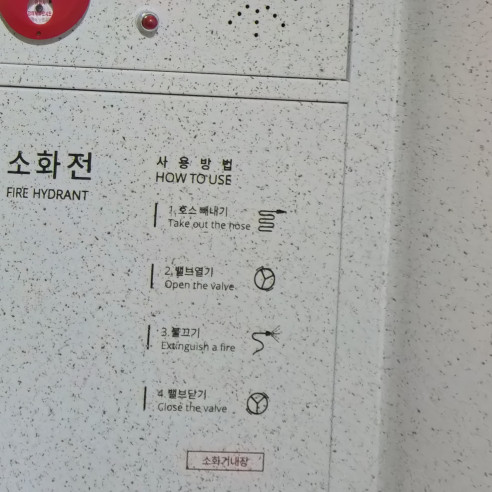 소화전
FIRE HYDRANT
사용방법
HOW TO USE
1.호스 빼내기
Take out the hose
2.밸브열기
Open the valve
3.불끄기
Extinguish a fire
4.밸브닫기
Close the valve
소화기내장